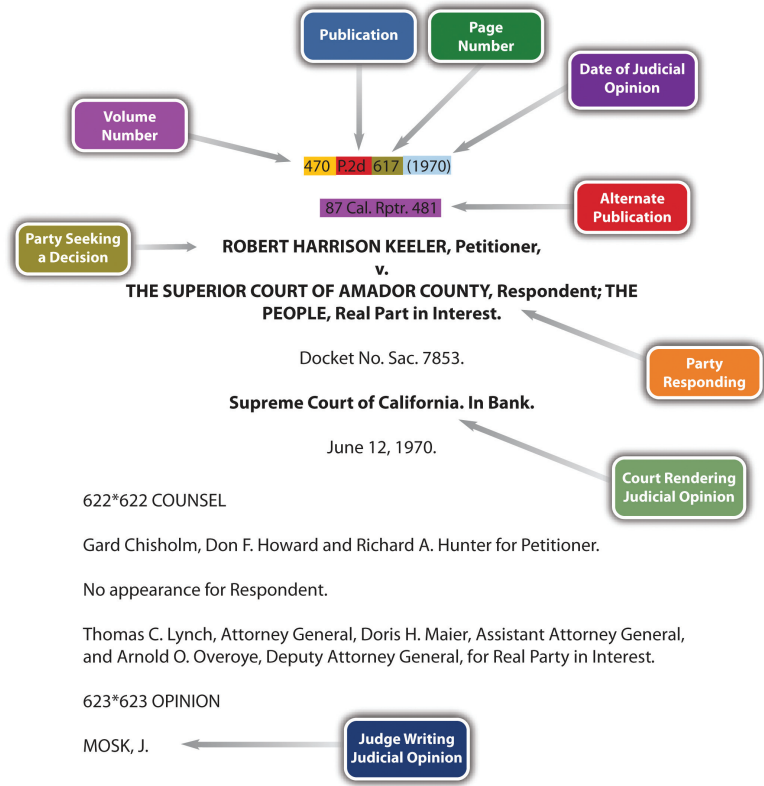 Publication
Page
Number
Date of Judicial
Opinion
Volume
Number
470 P.2d 617 (1970)
87 Cal. Rptr. 481
Alternate
Publication
Party Seeking
a Decision
ROBERT HARRISON KEELER, Petitioner,
v.
THE SUPERIOR COURT OF AMADOR COUNTY, Respondent; THE
PEOPLE, Real Part in Interest.
Docket No. Sac. 7853.
Party
Responding
Supreme Court of California. In Bank.
June 12, 1970.
Court Rendering
Judicial Opinion
622*622 COUNSEL
Gard Chisholm, Don F. Howard and Richard A. Hunter for Petitioner.
No appearance for Respondent.
Thomas C. Lynch, Attorney General, Doris H. Maier, Assistant Attorney General,
and Arnold O. Overoye, Deputy Attorney General, for Real Party in Interest.
623*623 OPINION
MOSK, J.
Judge Writing
Judicial Opinion